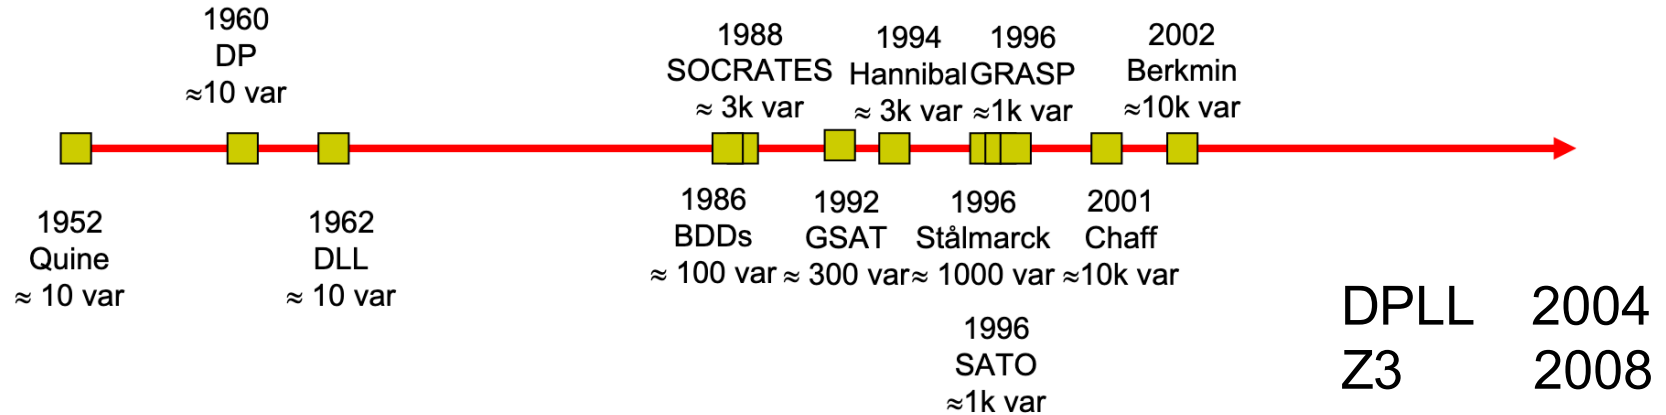 1960
DP
≈10 var
1988
SOCRATES
≈ 3k var
1994
Hannibal
≈ 3k var
1996
GRASP
≈1k var
2002
Berkmin
≈10k var
1952
Quine
≈ 10 var
1962
DLL
≈ 10 var
1986
BDDs
≈ 100 var
1992
GSAT
≈ 300 var
1996
Stålmarck
≈ 1000 var
2001
Chaff
≈10k var
1996
SATO
≈1k var
DPLL 2004
Z3 2008